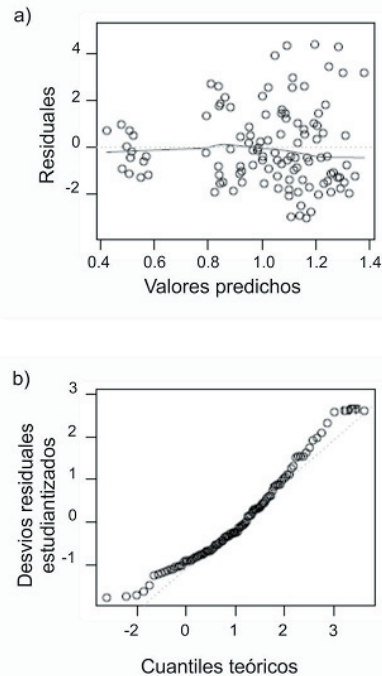 a)
4
2
0
-2
Residuales
0.4 0.6 0.8 1.0 1.2 1.4
Valores predichos
b)
3
2
1
0
-1
Desvios residuales
estudiantizados
-2 0 1 2 3
Cuantiles teóricos